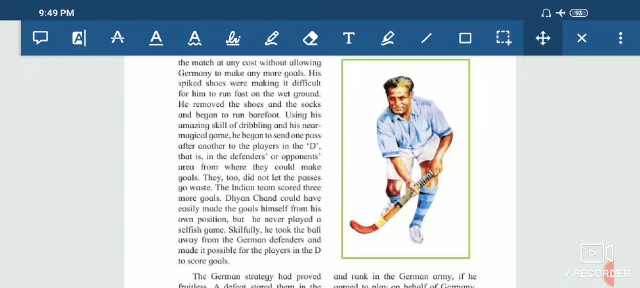 9:49 PM
93
the match at any cost without allowing
Germany to make any more goals. His
spiked shoes were making it difficult
for him to run fast on the wet ground.
He removed the shoes and the socks
and began to run barefoot. Using his
amazing skill of dribbling and his near-
magical game, he began to send one pass
after another to the players in the 'D',
that is, in the defenders' or opponents'
area from where they could make
goals. They, too, did not let the passes
go waste. The Indian team scored three
more goals. Dhyan Chand could have
easily made the goals himself from his
own position, but he never played a
selfish game. Skilfully, he took the ball
away from the German defenders and
made it possible for the players in the D
to score goals.
The German strategy had proved
fruitless. A defeat stared them in the
and rank in the German army, if he
agreed to play on behalf of Germany.
V RECORDER